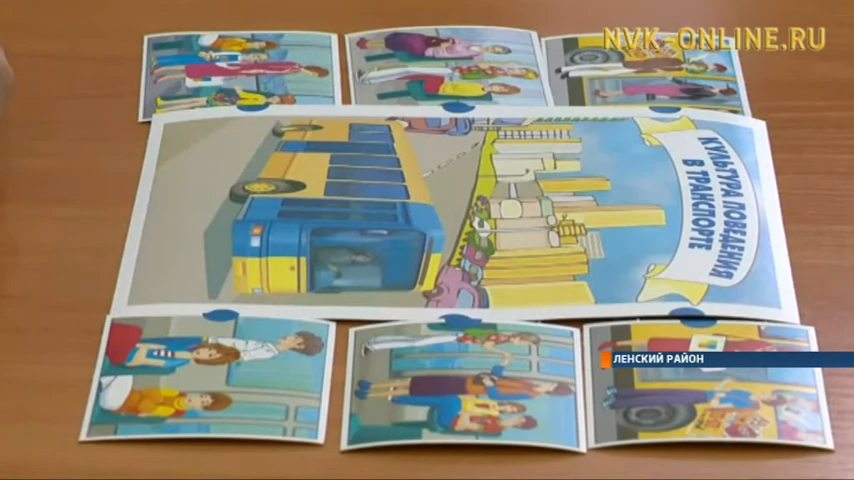 NVK-ONLINE.RU
КУЛЬТУРА ПОВЕДЕНИЯ
В ТРАНСПОРТЕ
ЛЕНСКИЙ РАЙОН